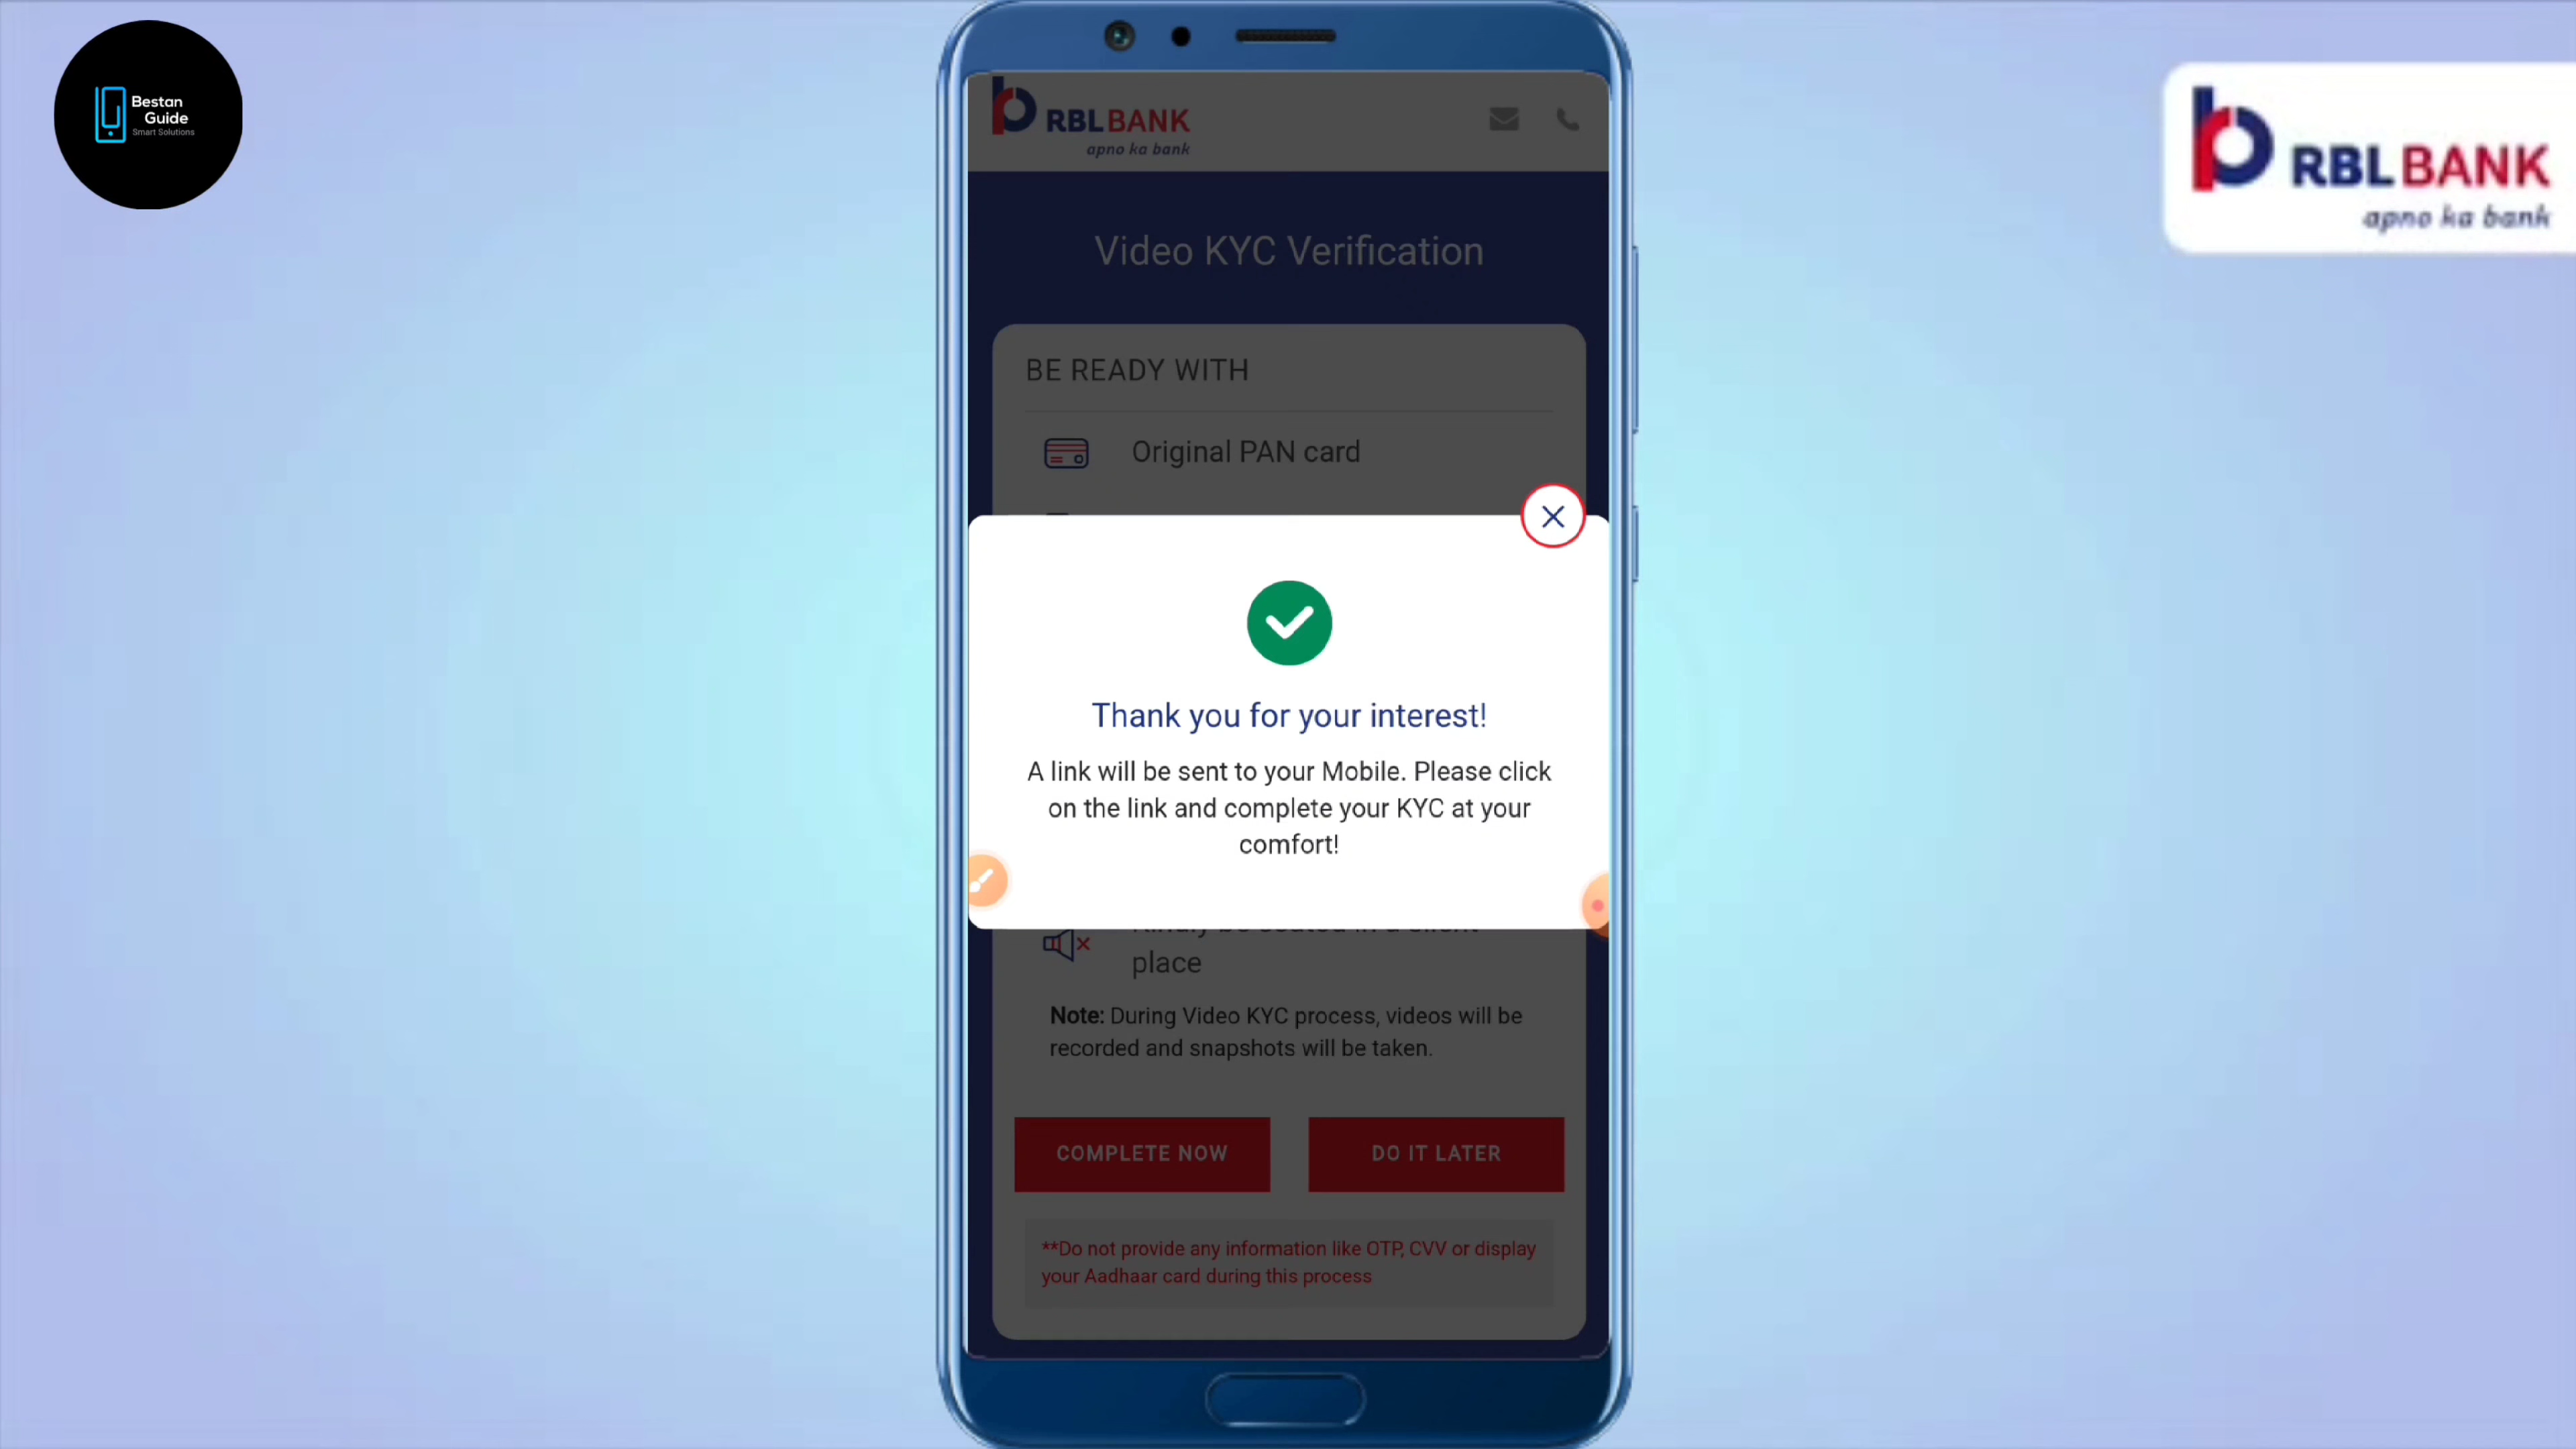 Bestan
Guide
Smart Solutions
RBLBANK
apno ka bank
RBLBANK
apno ka bank
Video KYC Verification
BE READY WITH
Original PAN card
Thank you for your interest!
A link will be sent to your Mobile. Please click
on the link and complete your KYC at your
comfort!
place
Note: During Video KYC process, videos will be
recorded and snapshots will be taken.
COMPLETE NOW
DO IT LATER
**Do not provide any information like OTP, CVV or display
your Aadhaar card during this process